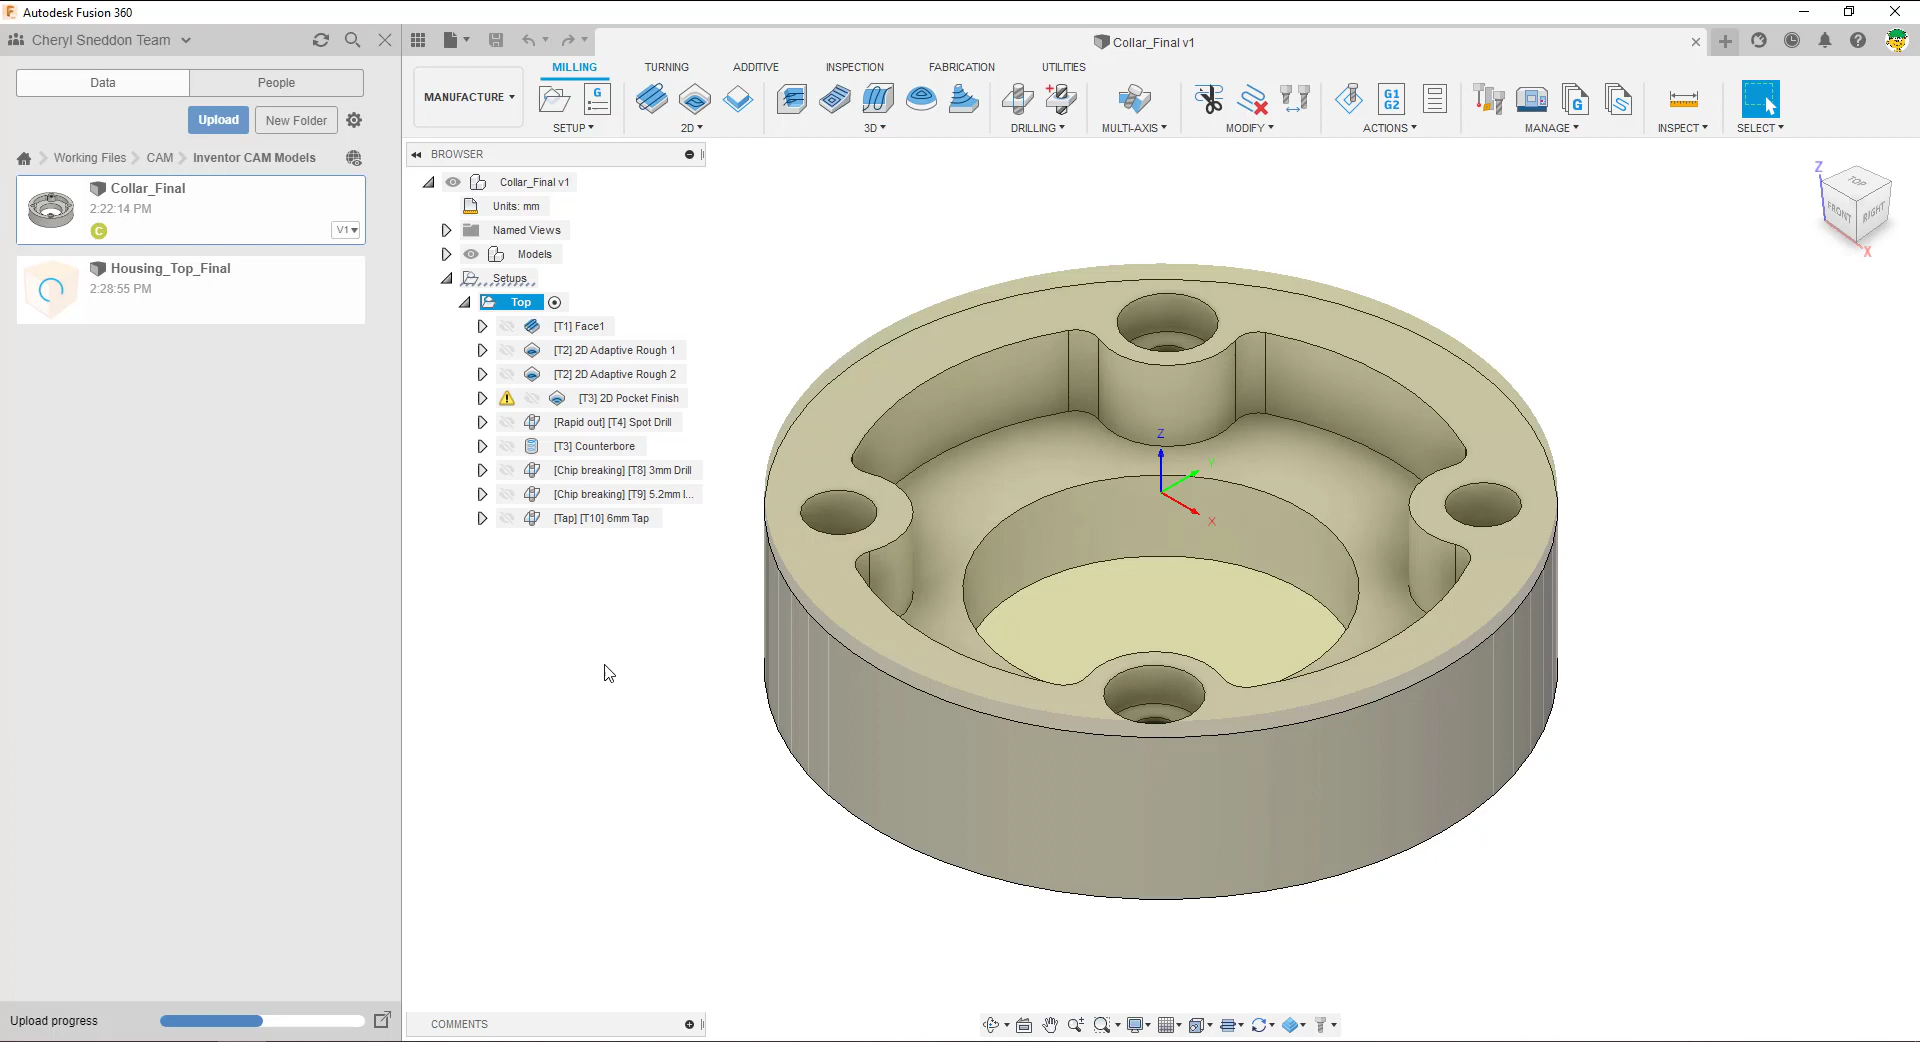 Autodesk Fusion 360
Cheryl Sneddon Team
Collar_Final v1
Data
People
Upload
New Folder
Working Files
CAM
Inventor CAM Models
Collar_Final
2:22:14 PM
C
V1
Housing_Top_Final
2:28:55 PM
Upload progress
MANUFACTURE
MILLING
TURNING
ADDITIVE
INSPECTION
FABRICATION
UTILITIES
G
G1
G2
G
SETUP
2D
3D
DRILLING
MULTI-AXIS
MODIFY
ACTIONS
MANAGE
INSPECT
SELECT
BROWSER
Collar_Final v1
Units: mm
Named Views
Models
Setups
Top
[T1] Face1
[T2] 2D Adaptive Rough 1
[T2] 2D Adaptive Rough 2
[T3] 2D Pocket Finish
[Rapid out] [T4] Spot Drill
[T3] Counterbore
[Chip breaking] [T8] 3mm Drill
[Chip breaking] [T9] 5.2mm I...
[Tap] [T10] 6mm Tap
Z
Y
X
Z
TOP
FRONT
RIGHT
X
COMMENTS